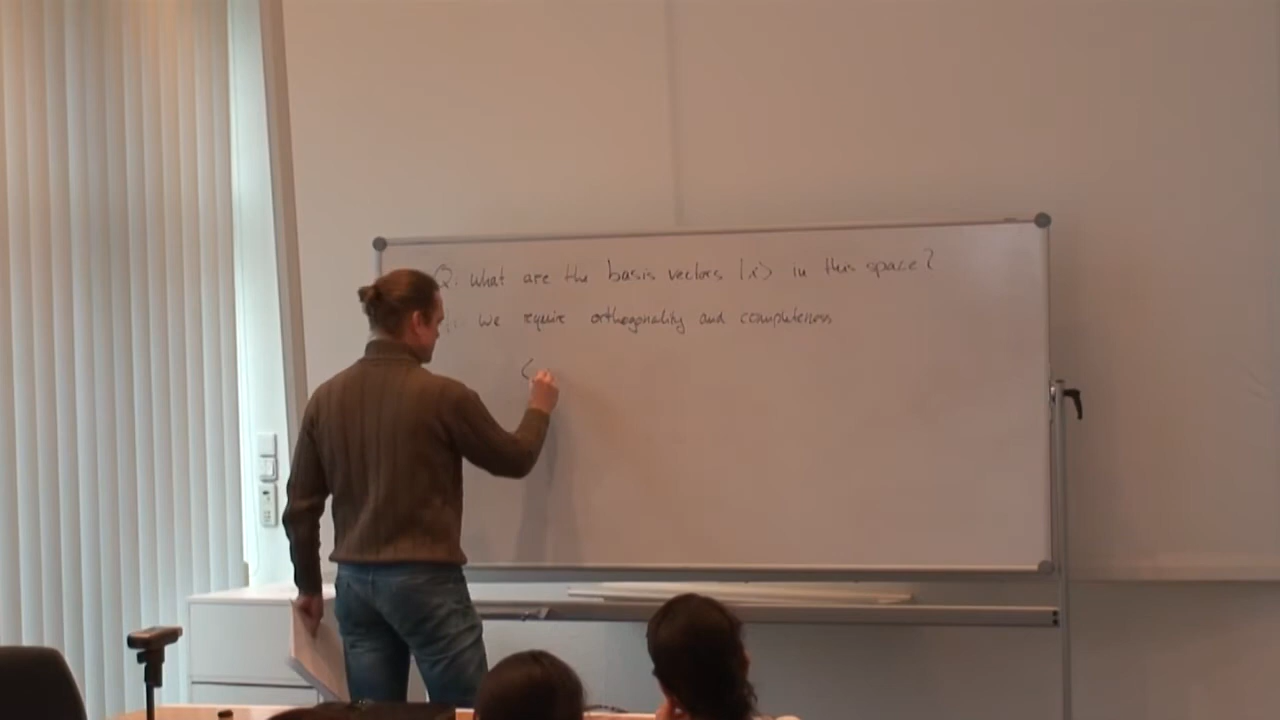 Q: what are the basis vectors |i> in this space?
we require orthogonality and completeness
<